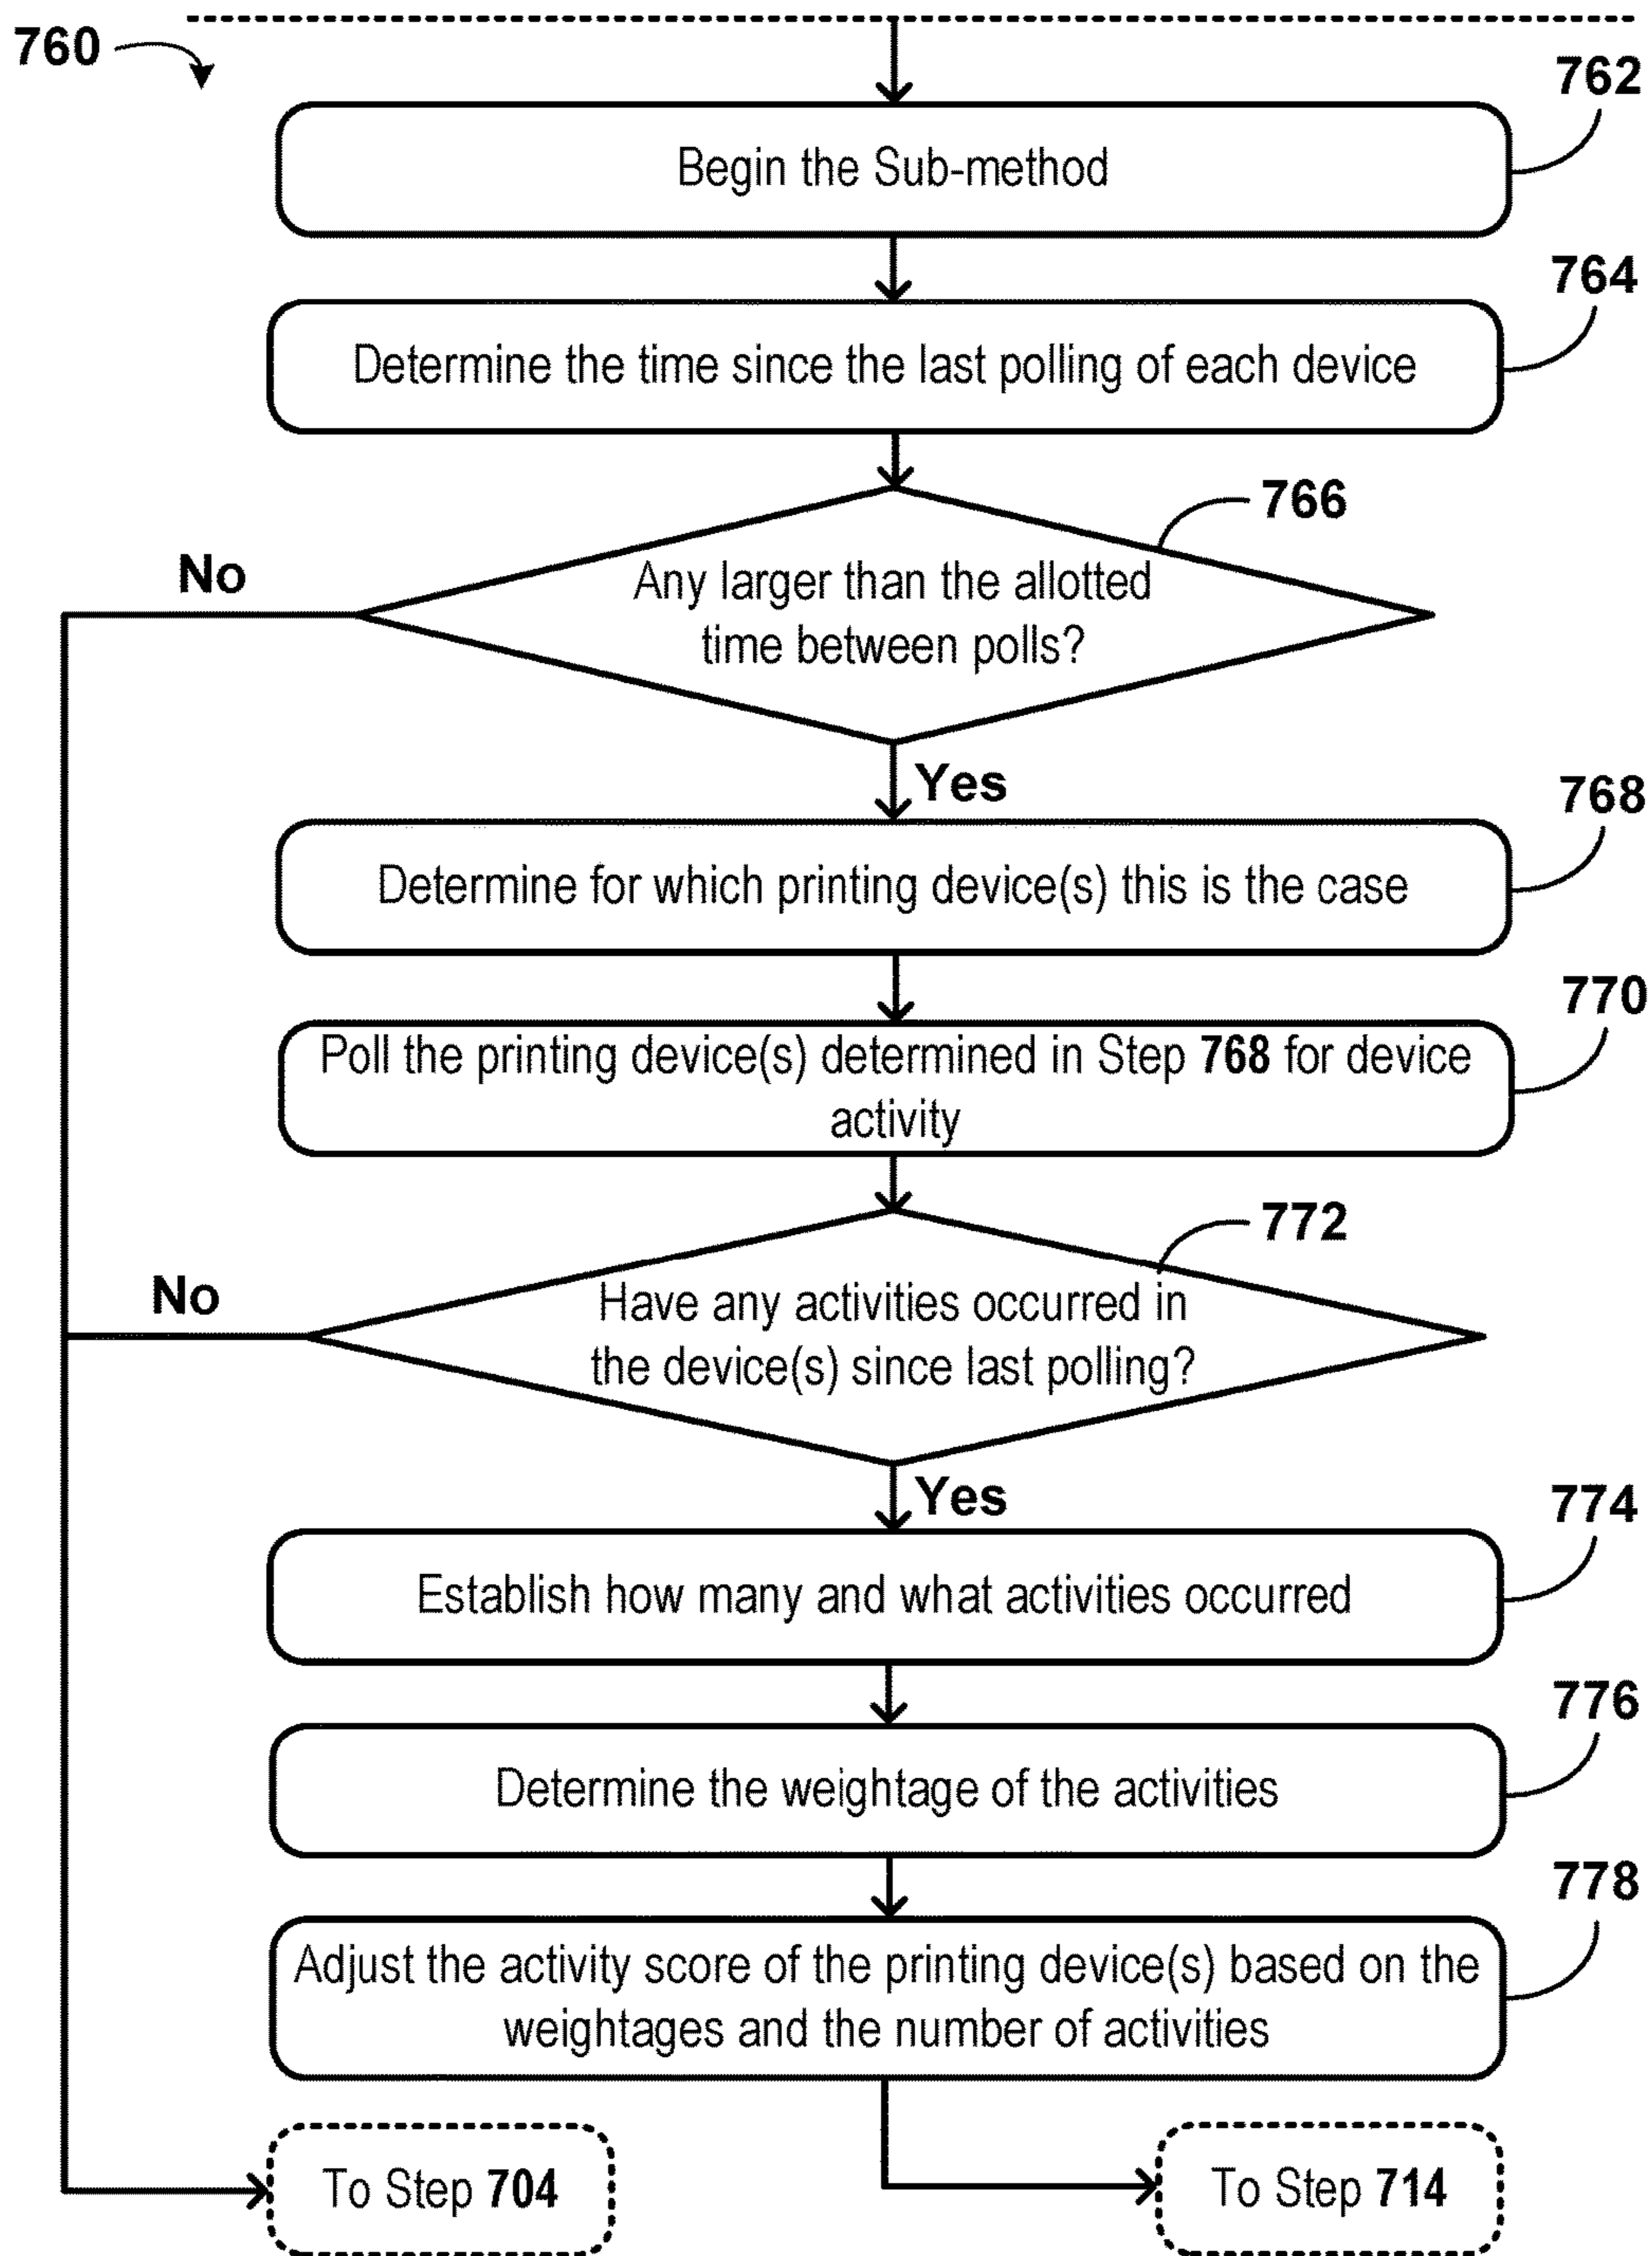 760
762
Begin the Sub-method
764
Determine the time since the last polling of each device
766
No
Any larger than the allotted
time between polls?
Yes
768
Determine for which printing device(s) this is the case
770
Poll the printing device(s) determined in Step 768 for device
activity
772
No
Have any activities occurred in
the device(s) since last polling?
Yes
774
Establish how many and what activities occurred
776
Determine the weightage of the activities
778
Adjust the activity score of the printing device(s) based on the
weightages and the number of activities
To Step 704
To Step 714